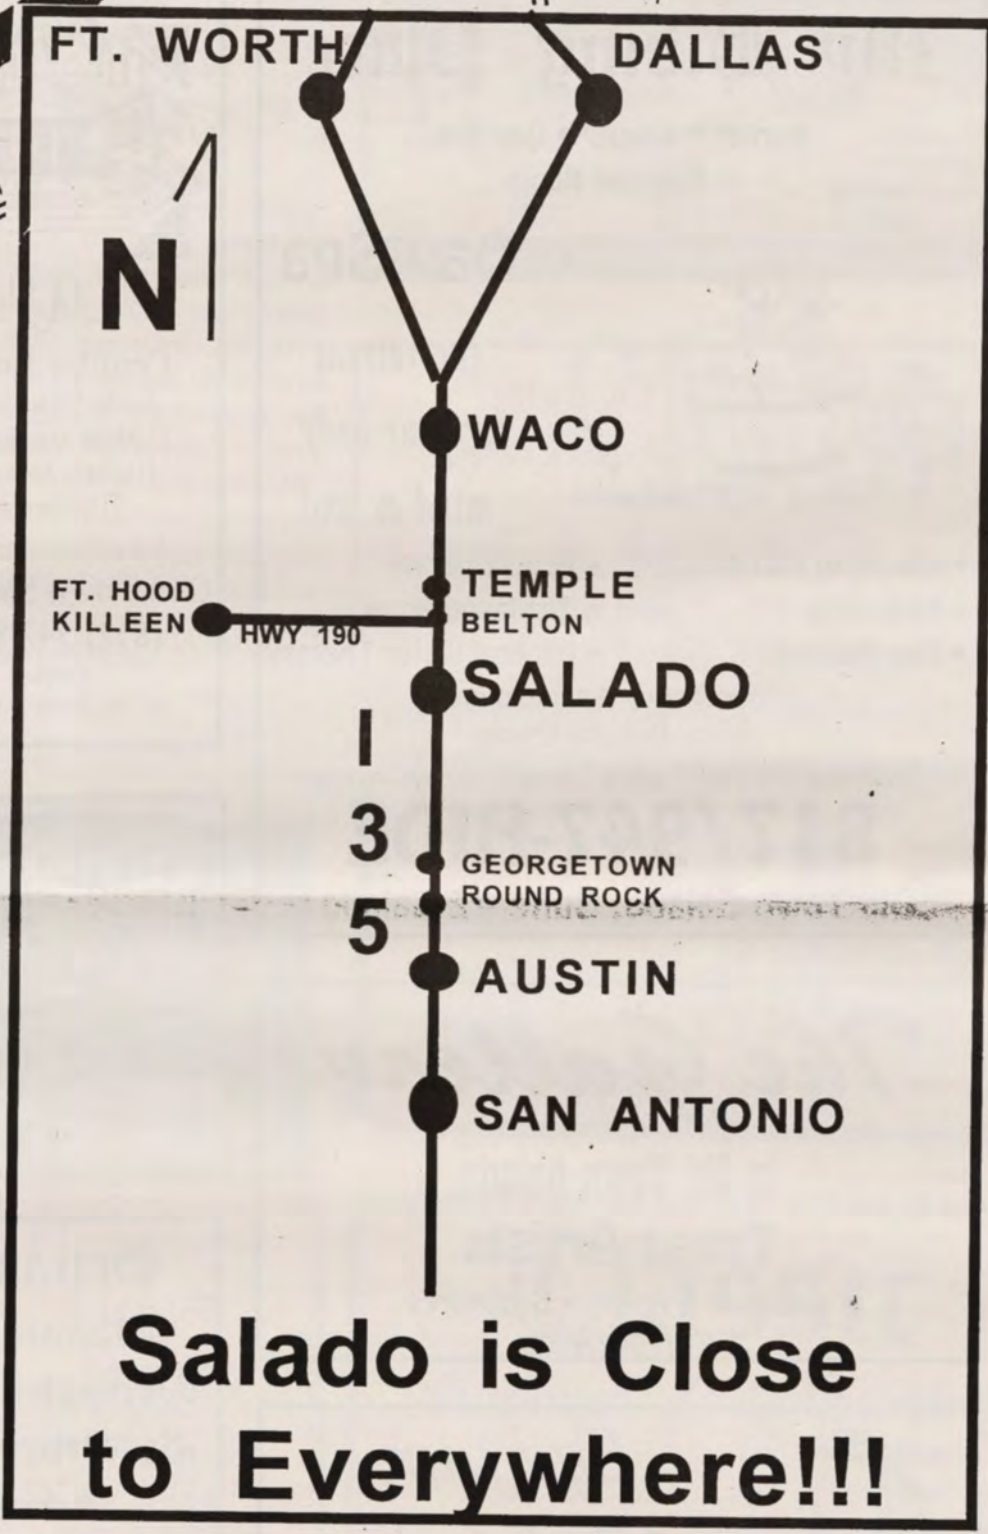 FT. WORTH
DALLAS
N
WACO
TEMPLE
FT. HOOD
KILLEEN
HWY 190
BELTON
SALADO
I
3
5
GEORGETOWN
ROUND ROCK
AUSTIN
SAN ANTONIO
Salado is Close
to Everywhere!!!